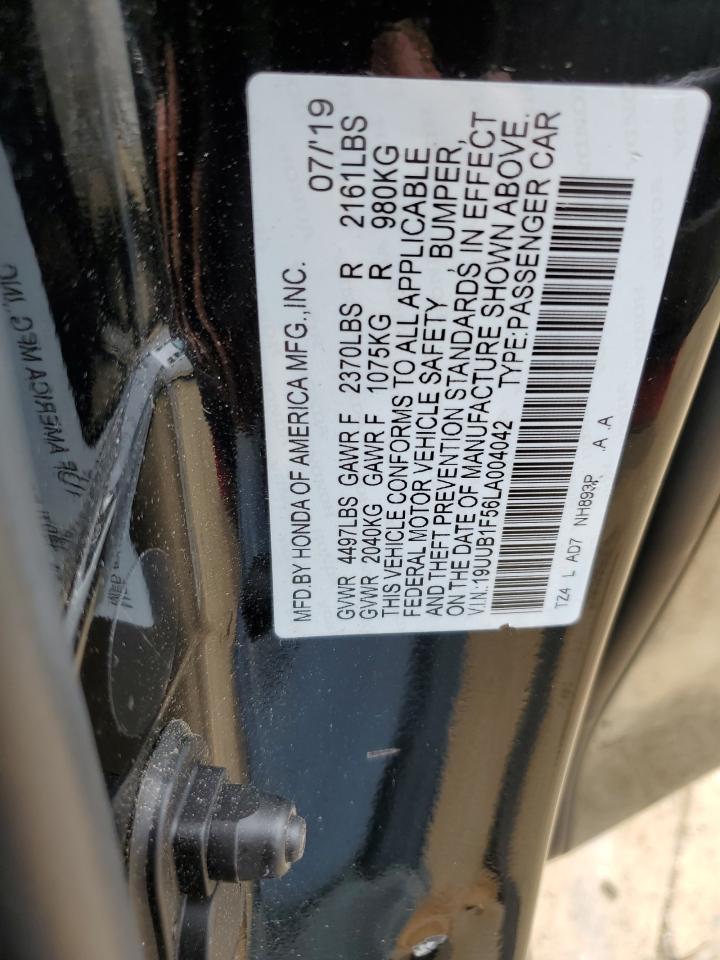 MFD.BY HONDA OF AMERICA MFG.,INC. 07/'19
GVWR 4497LBS GAWR F 2370LBS R 2161LBS
GVWR 2040KG GAWR F 1075KG R 980KG
THIS VEHICLE CONFORMS TO ALL APPLICABLE
FEDERAL MOTOR VEHICLE SAFETY BUMPER,
AND THEFT PREVENTION STANDARDS, IN EFFECT
ON THE DATE OF MANUFACTURE SHOWN ABOVE.
V.I.N.:19UUB1F56LA004042 TYPE:PASSENGER CAR
TZ4 L AD7 NH893P .A .A